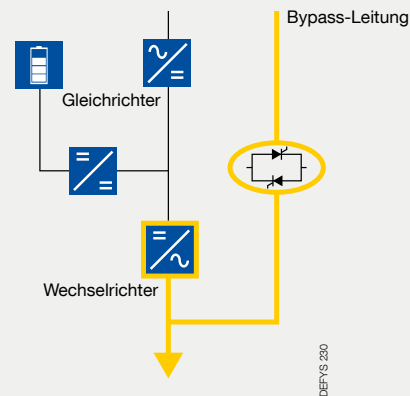 Bypass-Leitung
Gleichrichter
Wechselrichter
DEFYS 230